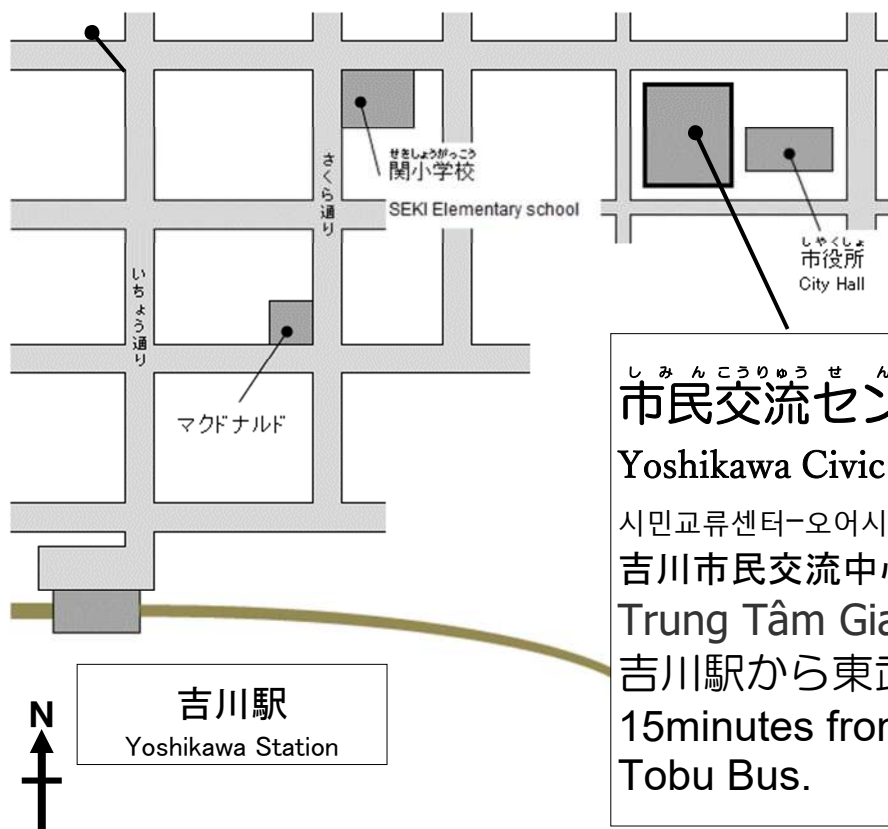 せきしょうがっこう
関小学校
SEKI Elementary school
さくら通り
しやくしょ
市役所
City Hall
いちょう通り
マクドナルド
しみんこうりゅうせん
市民交流セン
Yoshikawa Civic
시민교류센터-오어시
吉川市民交流中心
Trung Tâm Gia
吉川駅から東武
15minutes from
Tobu Bus.
吉川駅
Yoshikawa Station
N